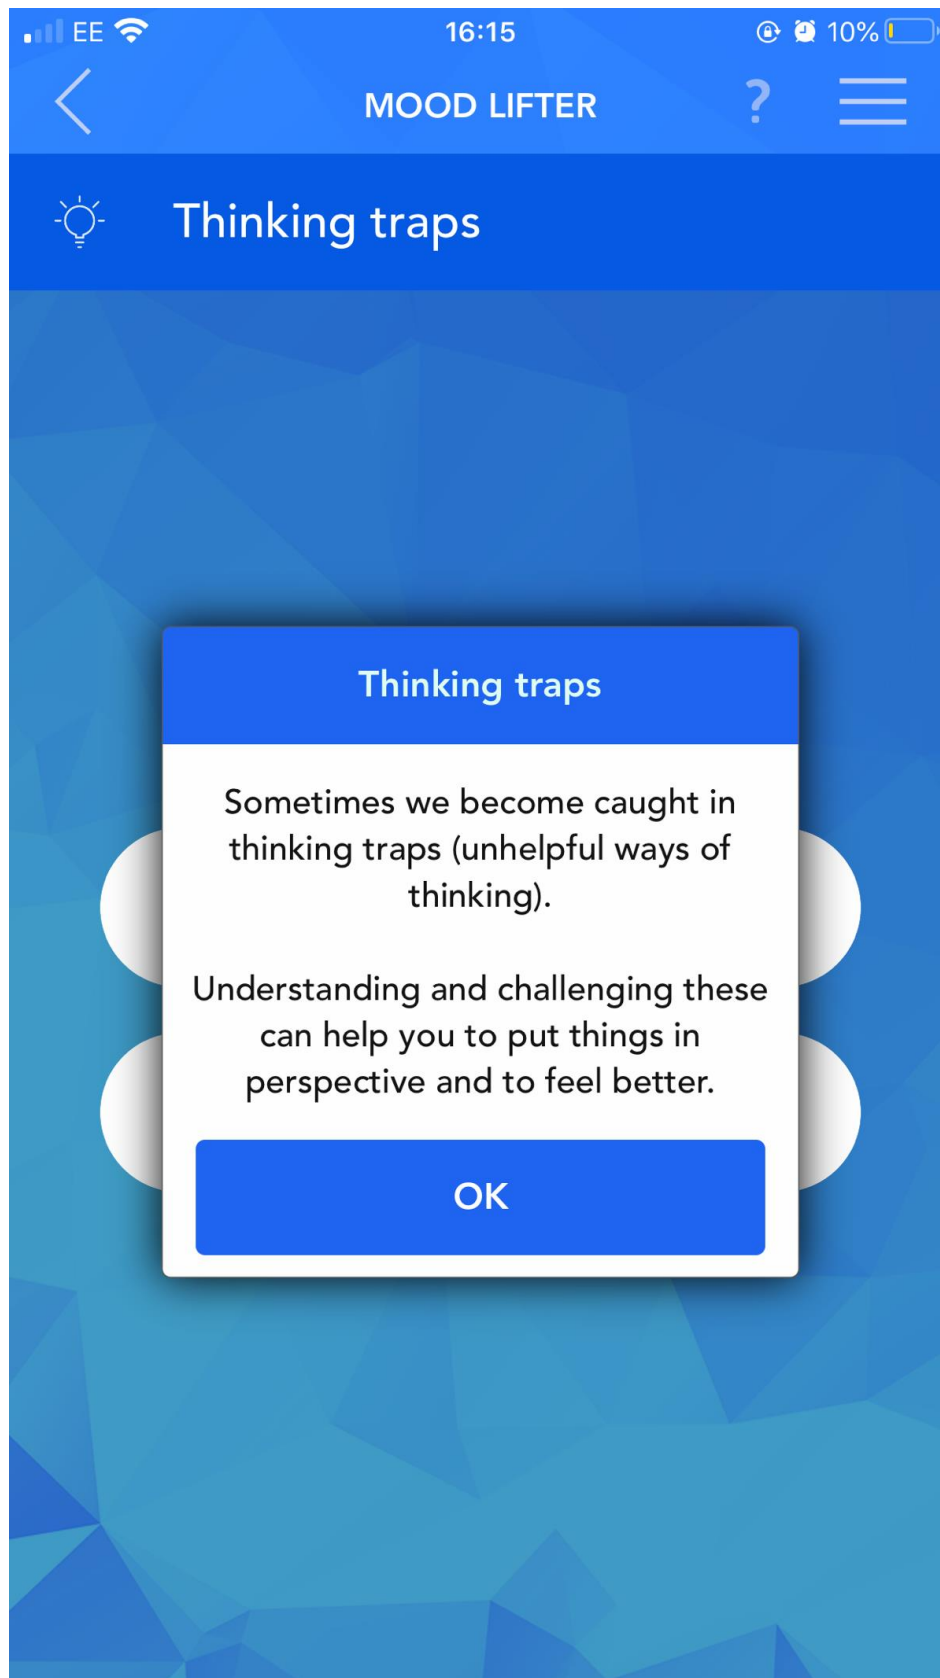 EE 16:15 10%
MOOD LIFTER ?
Thinking traps
Thinking traps
Sometimes we become caught in
thinking traps (unhelpful ways of
thinking).
Understanding and challenging these
can help you to put things in
perspective and to feel better.
OK